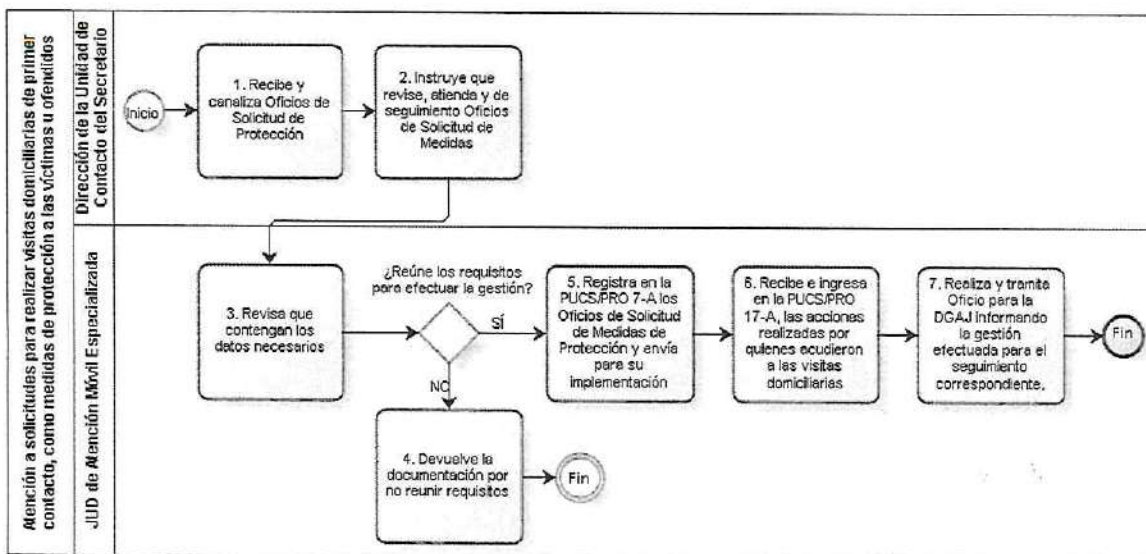 Atención a solicitudes para realizar visitas domiciliarias de primer
contacto, como medidas de protección a las víctimas u ofendidos
Dirección de la Unidad de
Contacto del Secretario
Inicio
1. Recibe y
canaliza Oficios de
Solicitud de
Protección
2. Instruye que
revise, atienda y de
seguimiento Oficios
de Solicitud de
Medidas
JUD de Atención Móvil Especializada
3. Revisa que
contengan los
datos necesarios
¿Reúne los requisitos
para efectuar la gestión?
SÍ
NO
4. Devuelve la
documentación por
no reunir requisitos
Fin
5. Registra en la
PUCS/PRO 7-A los
Oficios de Solicitud
de Medidas de
Protección y envía
para su
implementación
6. Recibe e ingresa
en la PUCS/PRO
17-A, las acciones
realizadas por
quienes acudieron
a las visitas
domiciliarias
7. Realiza y tramita
Oficio para la
DGAJ informando
la gestión
efectuada para el
seguimiento
correspondiente.
Fin